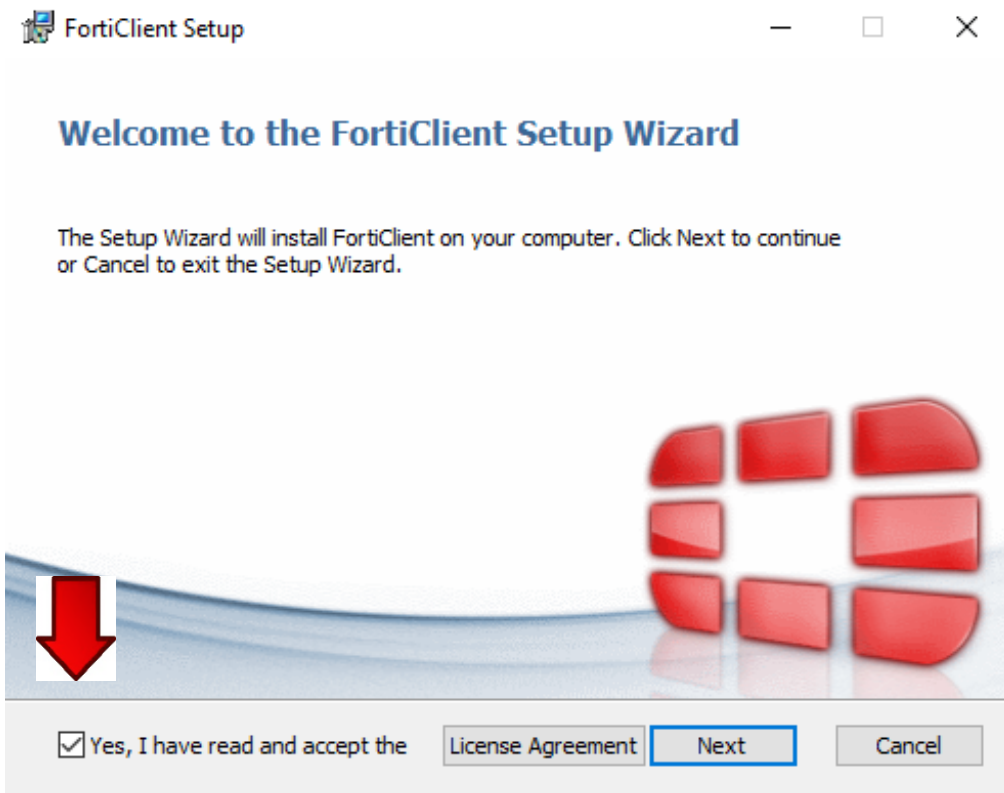 FortiClient Setup
Welcome to the FortiClient Setup Wizard
The Setup Wizard will install FortiClient on your computer. Click Next to continue
or Cancel to exit the Setup Wizard.
Yes, I have read and accept the License Agreement Next Cancel